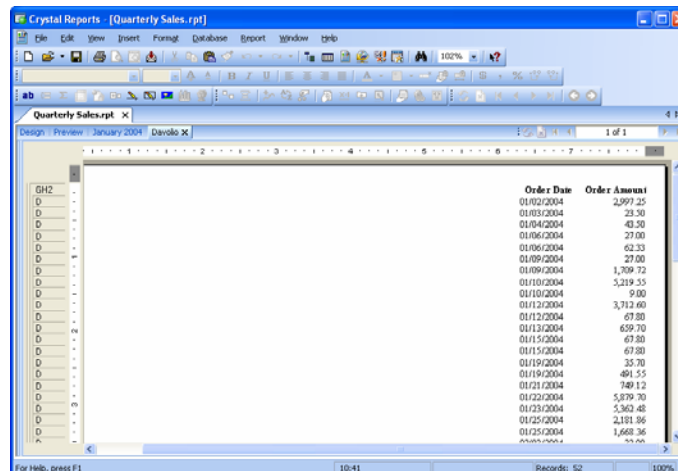 Crystal Reports - [Quarterly Sales.rpt]
File Edit View Insert Format Database Report Window Help
102%
Quarterly Sales.rpt X
Design Preview January 2004 Davolio X 1 of 1
1 2 3 4 5 6 7
GH2 Order Date Order Amount
D 01/02/2004 2,997.25
D 01/03/2004 23.50
D 01/04/2004 43.50
D 01/06/2004 27.00
D 01/06/2004 62.33
D 01/09/2004 27.00
D 01/09/2004 1,709.72
D 01/10/2004 5,219.55
D 01/10/2004 9.00
D 01/12/2004 3,712.60
D 01/12/2004 67.80
D 01/13/2004 659.70
D 01/15/2004 67.80
D 01/15/2004 67.80
D 01/19/2004 35.70
D 01/19/2004 491.55
D 01/21/2004 749.12
D 01/22/2004 5,879.70
D 01/23/2004 5,362.48
D 01/25/2004 2,181.86
D 01/25/2004 1,668.36
For Help, press F1 10:41 Records: 52 100%